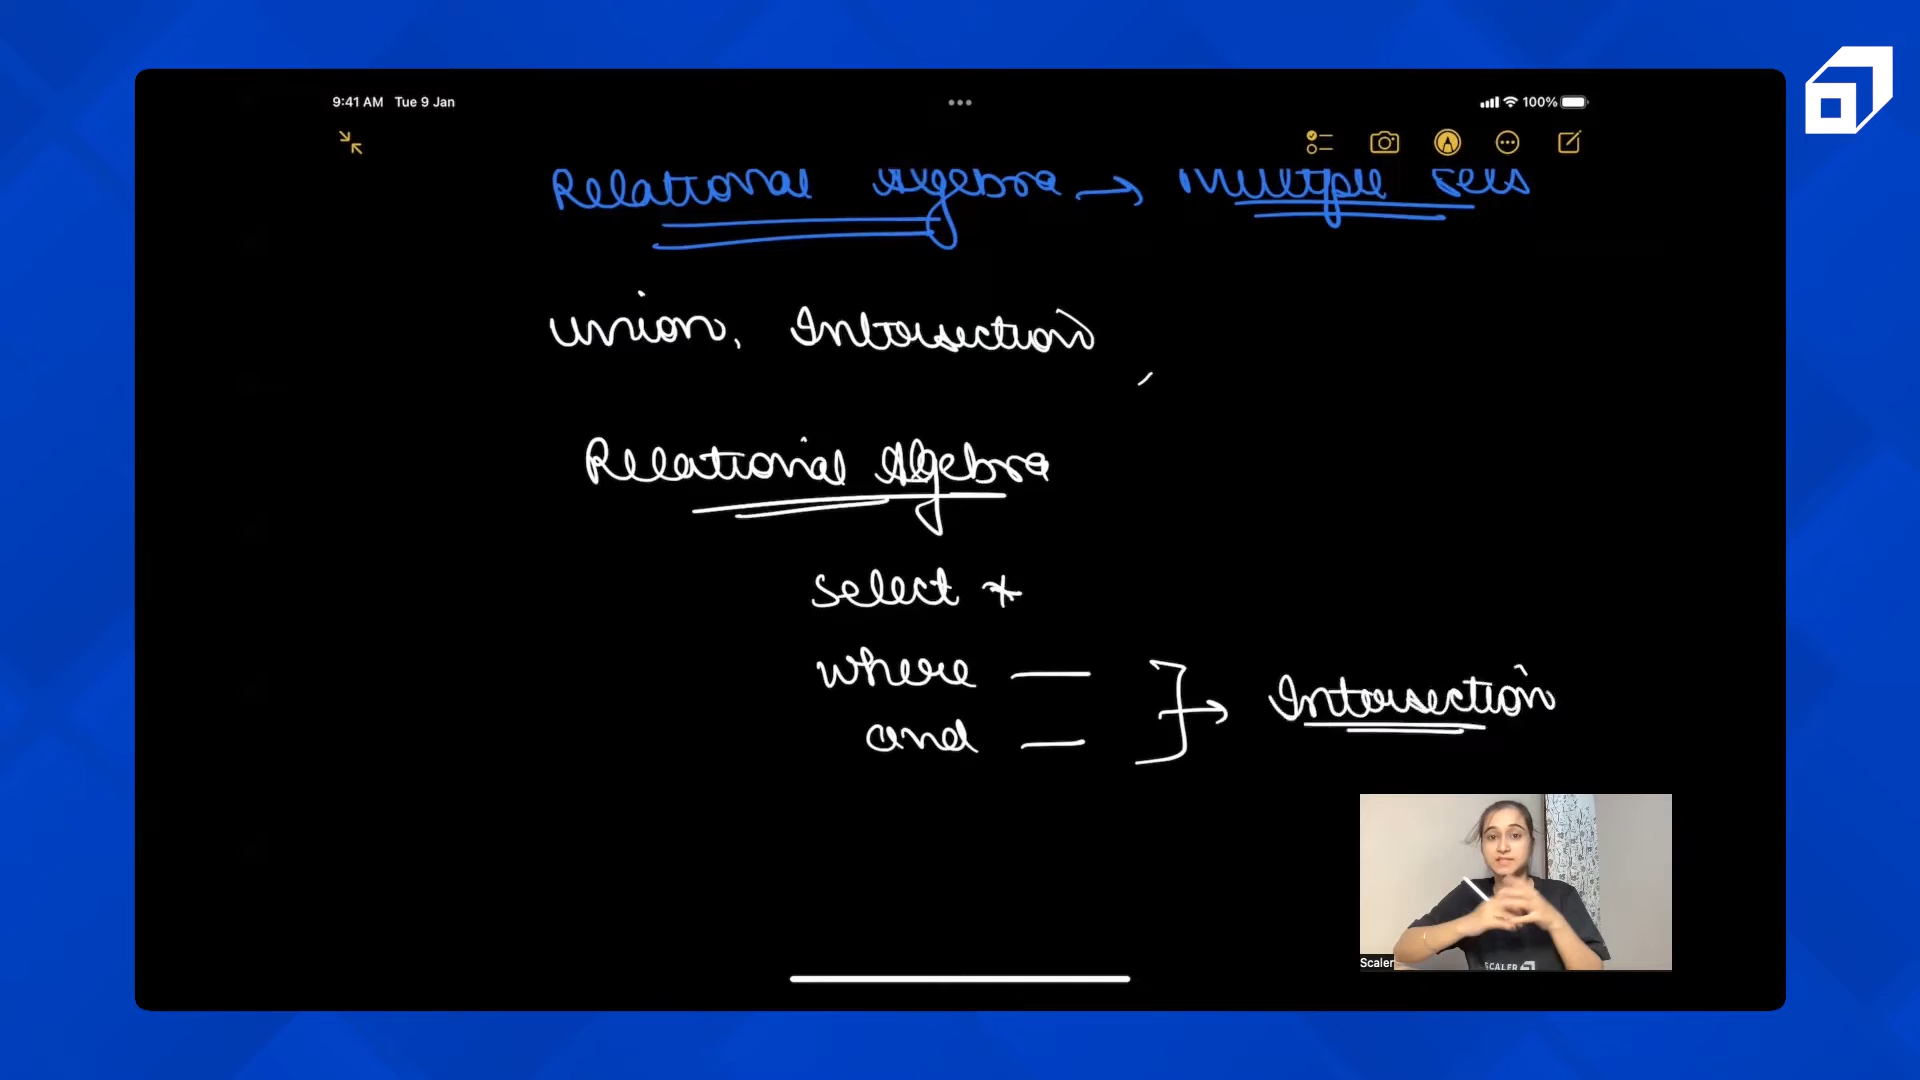 9:41 AM Tue 9 Jan
100%
Relational Algebra → Multiple Sets
union, Intersection
Relational Algebra
select *
where —
and —
→ Intersection
Scaler
SCALER